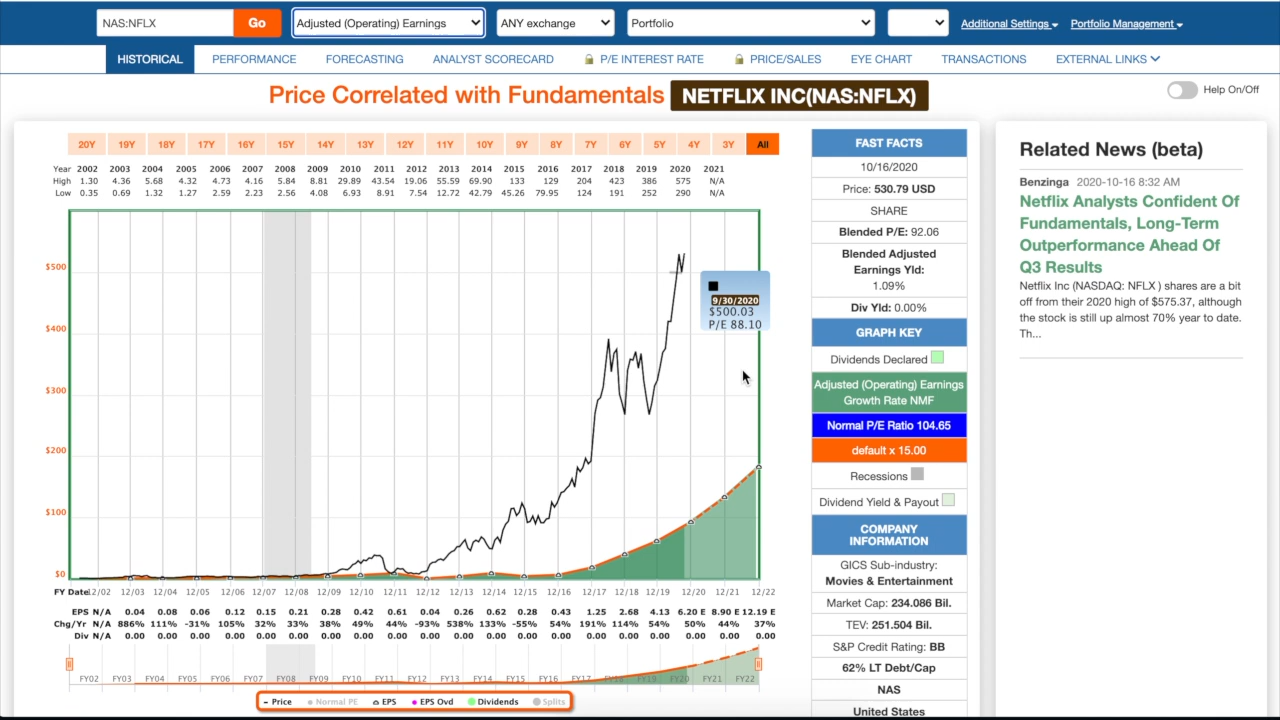 NAS:NFLX Go Adjusted (Operating) Earnings ANY exchange Portfolio Additional Settings Portfolio Management
HISTORICAL PERFORMANCE FORECASTING ANALYST SCORECARD P/E INTEREST RATE PRICE/SALES EYE CHART TRANSACTIONS EXTERNAL LINKS
Price Correlated with Fundamentals NETFLIX INC(NAS:NFLX)
Help On/Off
20Y 19Y 18Y 17Y 16Y 15Y 14Y 13Y 12Y 11Y 10Y 9Y 8Y 7Y 6Y 5Y 4Y 3Y All
Year 2002 2003 2004 2005 2006 2007 2008 2009 2010 2011 2012 2013 2014 2015 2016 2017 2018 2019 2020 2021
High 1.30 4.36 5.68 4.32 4.73 4.16 5.84 8.81 29.89 43.54 19.06 55.59 69.90 133 129 204 423 386 575 N/A
Low 0.35 0.69 1.32 1.27 2.59 2.23 2.56 4.08 6.93 8.91 7.54 12.72 42.79 45.26 79.95 124 191 252 290 N/A
$500
$400
$300
$200
$100
$0
9/30/2020
$500.03
P/E 88.10
FY Date 12/02 12/03 12/04 12/05 12/06 12/07 12/08 12/09 12/10 12/11 12/12 12/13 12/14 12/15 12/16 12/17 12/18 12/19 12/20 12/21 12/22
EPS N/A 0.04 0.08 0.06 0.12 0.15 0.21 0.28 0.42 0.61 0.04 0.26 0.62 0.28 0.43 1.25 2.68 4.13 6.20 E 8.90 E 12.19 E
Chg/Yr N/A 886% 111% -31% 105% 32% 33% 38% 49% 44% -93% 538% 133% -55% 54% 191% 114% 54% 50% 44% 37%
Div N/A 0.00 0.00 0.00 0.00 0.00 0.00 0.00 0.00 0.00 0.00 0.00 0.00 0.00 0.00 0.00 0.00 0.00 0.00 0.00 0.00
FY02 FY03 FY04 FY05 FY06 FY07 FY08 FY09 FY10 FY11 FY12 FY13 FY14 FY15 FY16 FY17 FY18 FY19 FY20 FY21 FY22
Price Normal PE EPS EPS Ovd Dividends Splits
FAST FACTS
10/16/2020
Price: 530.79 USD
SHARE
Blended P/E: 92.06
Blended Adjusted
Earnings Yld:
1.09%
Div Yld: 0.00%
GRAPH KEY
Dividends Declared
Adjusted (Operating) Earnings
Growth Rate NMF
Normal P/E Ratio 104.65
default x 15.00
Recessions
Dividend Yield & Payout
COMPANY
INFORMATION
GICS Sub-industry:
Movies & Entertainment
Market Cap: 234.086 Bil.
TEV: 251.504 Bil.
S&P Credit Rating: BB
62% LT Debt/Cap
NAS
United States
Related News (beta)
Benzinga 2020-10-16 8:32 AM
Netflix Analysts Confident Of
Fundamentals, Long-Term
Outperformance Ahead Of
Q3 Results
Netflix Inc (NASDAQ: NFLX ) shares are a bit
off from their 2020 high of $575.37, although
the stock is still up almost 70% year to date.
Th...